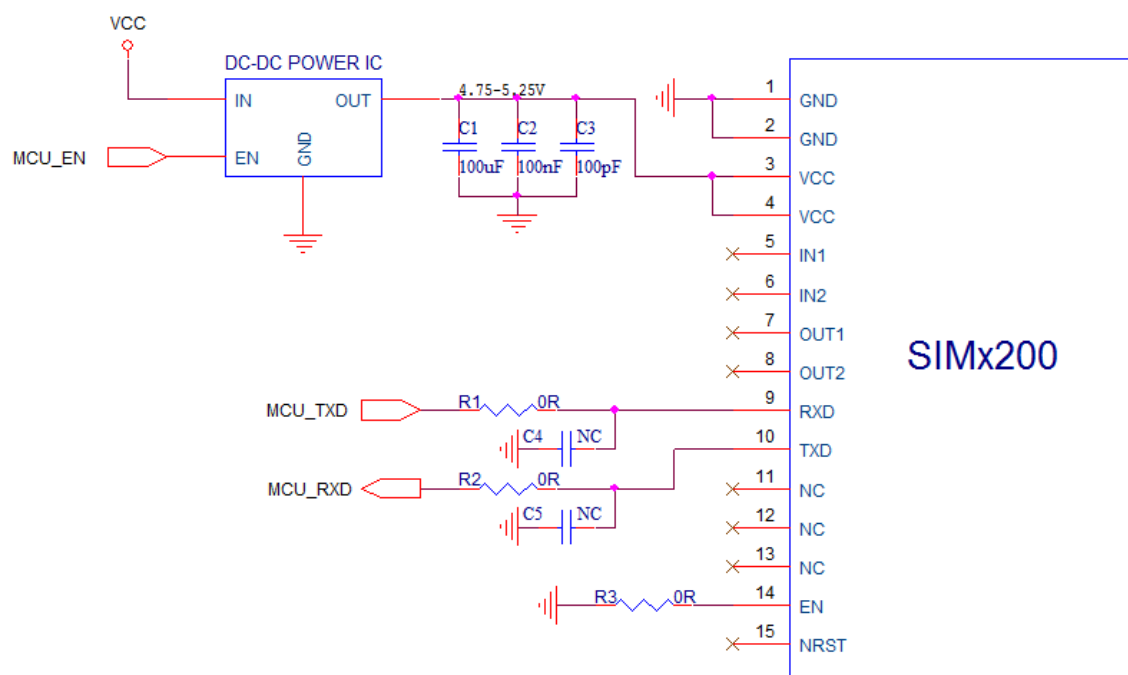 VCC
DC-DC POWER IC
IN
OUT
EN
GND
MCU_EN
4.75-5.25V
C1
100uF
C2
100nF
C3
100pF
1 GND
2 GND
3 VCC
4 VCC
5 IN1
6 IN2
7 OUT1
8 OUT2
9 RXD
10 TXD
11 NC
12 NC
13 NC
14 EN
15 NRST
SIMx200
MCU_TXD
R1 0R
C4 NC
MCU_RXD
R2 0R
C5 NC
R3 0R